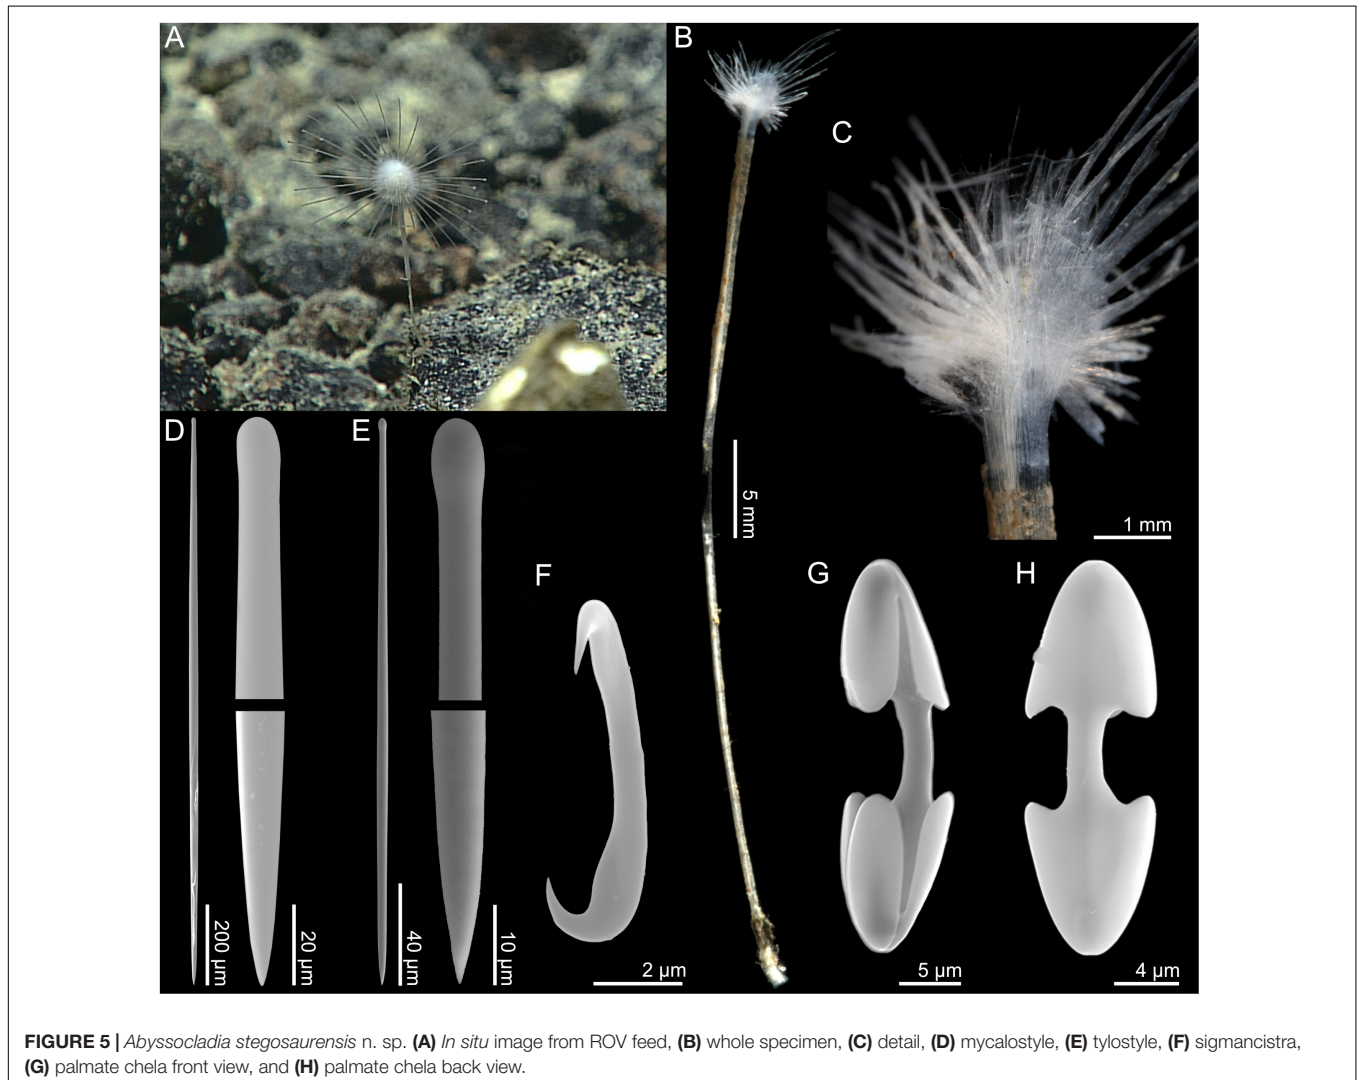 A
B
C
5 mm
1 mm
D
E
F
G
H
200 µm
20 µm
40 µm
10 µm
2 µm
5 µm
4 µm
FIGURE 5 | Abyssocladia stegosaurensis n. sp. (A) In situ image from ROV feed, (B) whole specimen, (C) detail, (D) mycalostyle, (E) tylostyle, (F) sigmancistra,
(G) palmate chela front view, and (H) palmate chela back view.